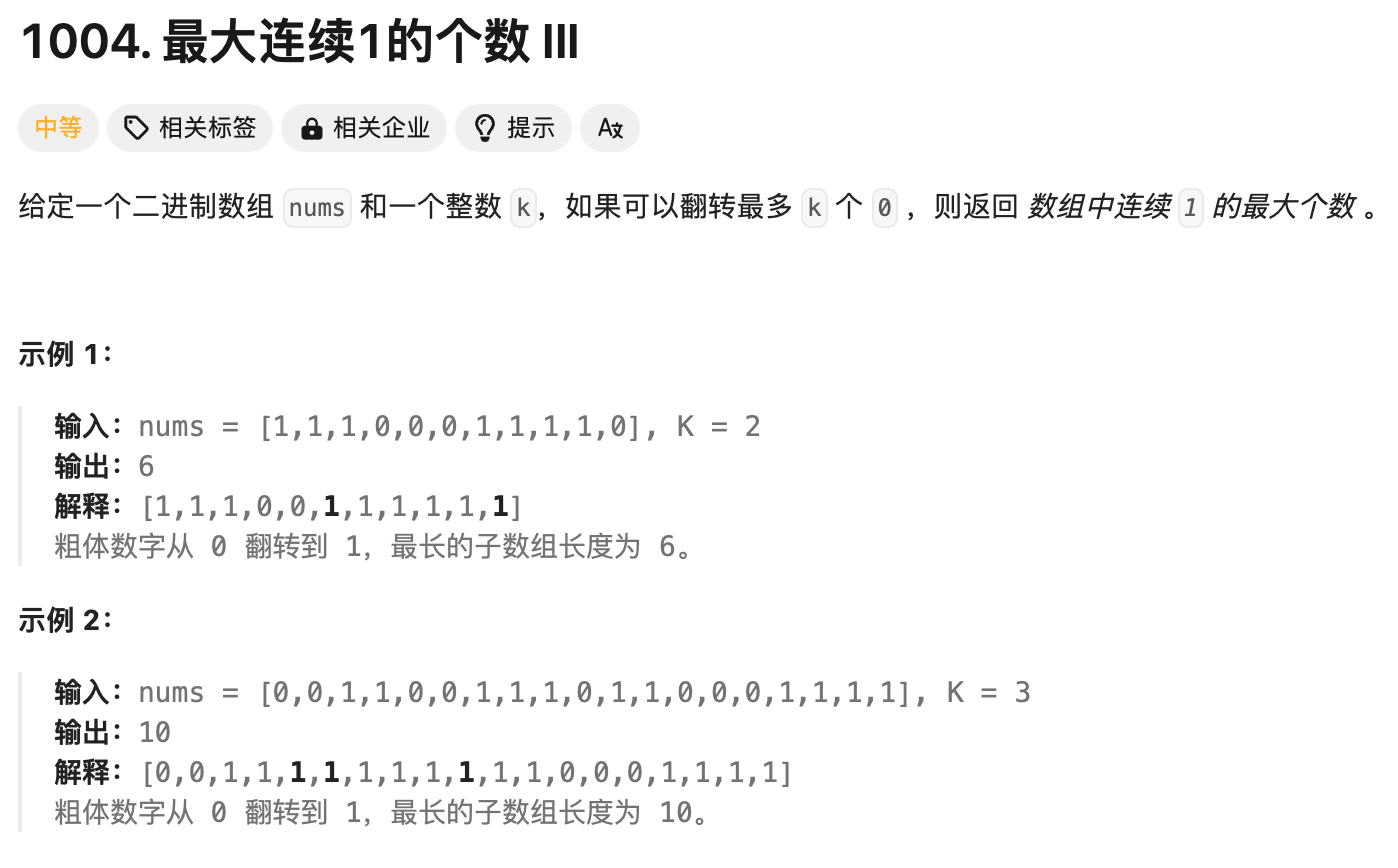 1004. 最大连续1的个数 III
中等 相关标签 相关企业 提示 A文
给定一个二进制数组 nums 和一个整数 k，如果可以翻转最多 k 个 0 ，则返回 数组中连续 1 的最大个数 。
示例 1：
输入：nums = [1,1,1,0,0,0,1,1,1,1,0], K = 2
输出：6
解释：[1,1,1,0,0,1,1,1,1,1,1]
粗体数字从 0 翻转到 1，最长的子数组长度为 6。
示例 2：
输入：nums = [0,0,1,1,0,0,1,1,1,0,1,1,0,0,0,1,1,1,1], K = 3
输出：10
解释：[0,0,1,1,1,1,1,1,1,1,1,1,0,0,0,1,1,1,1]
粗体数字从 0 翻转到 1，最长的子数组长度为 10。